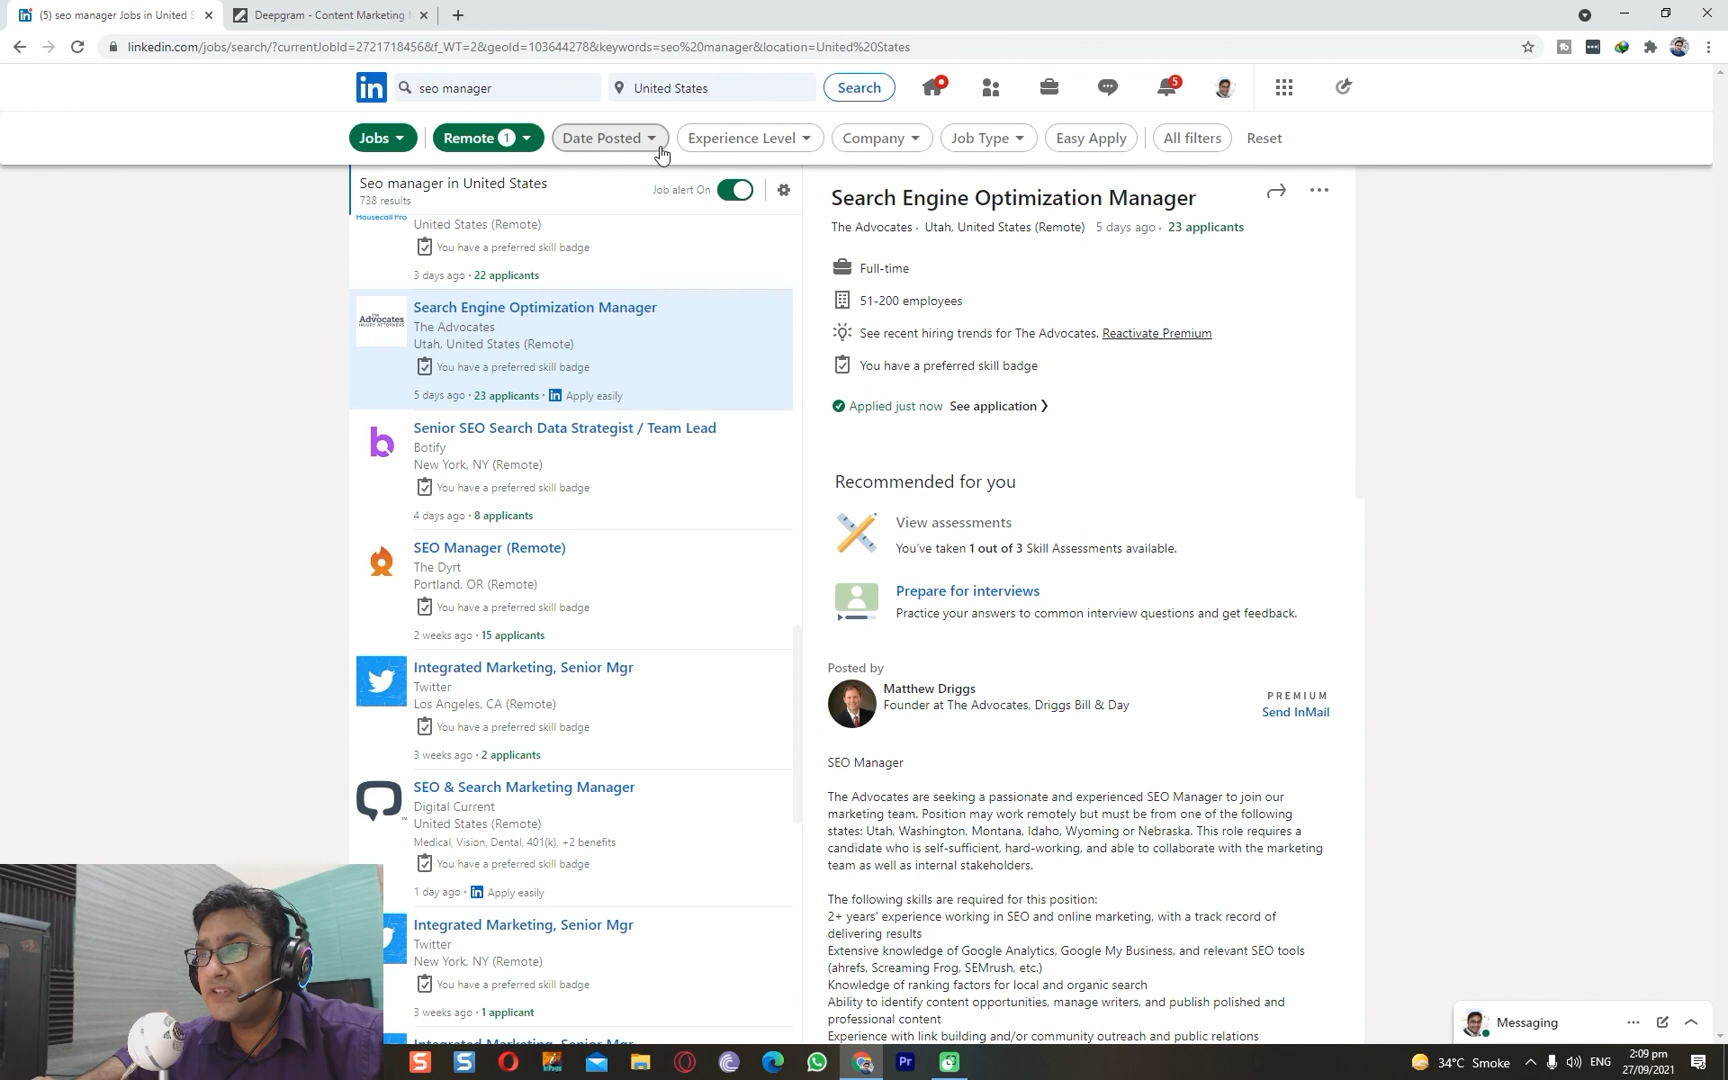 (5) seo manager Jobs in United S
Deepgram - Content Marketing
linkedin.com/jobs/search/?currentJobId=2721718456&f_WT=2&geoId=103644278&keywords=seo%20manager&location=United%20States
in
seo manager
United States
Search
5
Jobs
Remote 1
Date Posted
Experience Level
Company
Job Type
Easy Apply
All filters
Reset
Seo manager in United States
738 results
Job alert On
Housecall Pro
United States (Remote)
You have a preferred skill badge
3 days ago · 22 applicants
Search Engine Optimization Manager
The Advocates
Utah, United States (Remote)
You have a preferred skill badge
5 days ago · 23 applicants · in Apply easily
Senior SEO Search Data Strategist / Team Lead
Botify
New York, NY (Remote)
You have a preferred skill badge
4 days ago · 8 applicants
SEO Manager (Remote)
The Dyrt
Portland, OR (Remote)
You have a preferred skill badge
2 weeks ago · 15 applicants
Integrated Marketing, Senior Mgr
Twitter
Los Angeles, CA (Remote)
You have a preferred skill badge
3 weeks ago · 2 applicants
SEO & Search Marketing Manager
Digital Current
United States (Remote)
Medical, Vision, Dental, 401(k), +2 benefits
You have a preferred skill badge
1 day ago · in Apply easily
Integrated Marketing, Senior Mgr
Twitter
New York, NY (Remote)
You have a preferred skill badge
3 weeks ago · 1 applicant
Integrated Marketing, Senior Mgr
Search Engine Optimization Manager
The Advocates · Utah, United States (Remote) 5 days ago · 23 applicants
Full-time
51-200 employees
See recent hiring trends for The Advocates. Reactivate Premium
You have a preferred skill badge
Applied just now See application
Recommended for you
View assessments
You've taken 1 out of 3 Skill Assessments available.
Prepare for interviews
Practice your answers to common interview questions and get feedback.
Posted by
Matthew Driggs
Founder at The Advocates, Driggs Bill & Day
PREMIUM
Send InMail
SEO Manager
The Advocates are seeking a passionate and experienced SEO Manager to join our
marketing team. Position may work remotely but must be from one of the following
states: Utah, Washington, Montana, Idaho, Wyoming or Nebraska. This role requires a
candidate who is self-sufficient, hard-working, and able to collaborate with the marketing
team as well as internal stakeholders.
The following skills are required for this position:
2+ years' experience working in SEO and online marketing, with a track record of
delivering results
Extensive knowledge of Google Analytics, Google My Business, and relevant SEO tools
(ahrefs, Screaming Frog, SEMrush, etc.)
Knowledge of ranking factors for local and organic search
Ability to identify content opportunities, manage writers, and publish polished and
professional content
Experience with link building and/or community outreach and public relations
Messaging
S S Pr
34°C Smoke
ENG
2:09 pm
27/09/2021